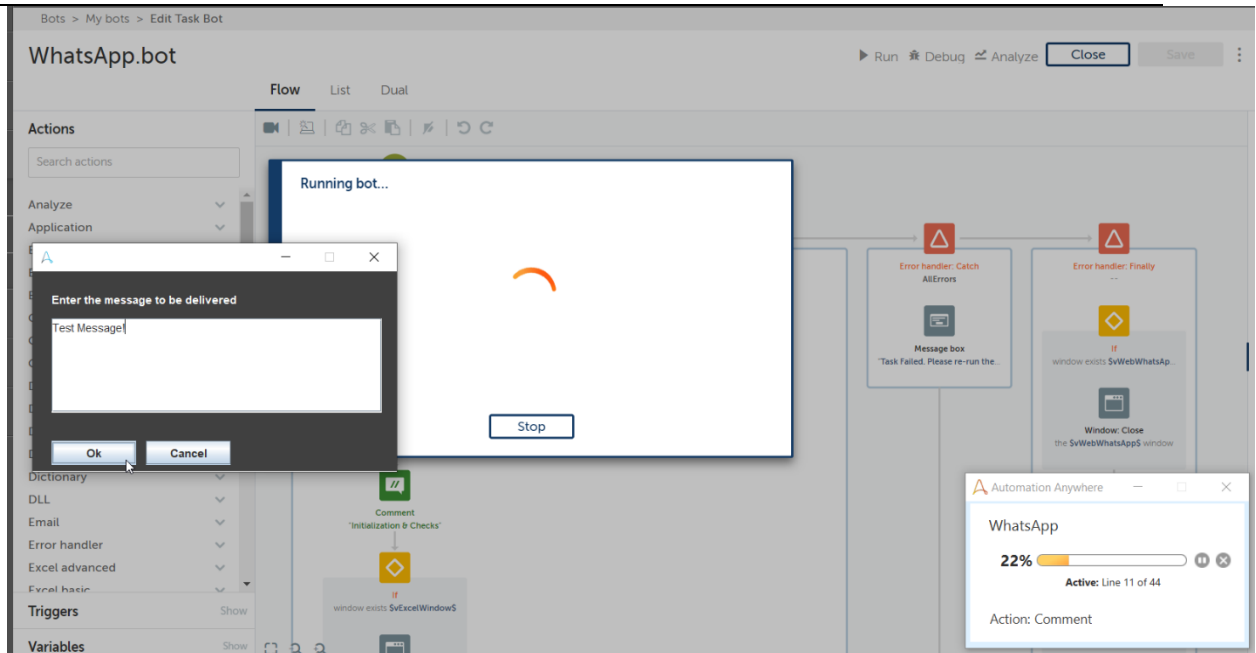 Bots > My bots > Edit Task Bot
WhatsApp.bot
Run Debug Analyze Close Save
Flow List Dual
Actions
Search actions
Analyze
Application
Enter the message to be delivered
Test Message!
Ok Cancel
Running bot...
Stop
Dictionary
DLL
Email
Error handler
Excel advanced
Excel basic
Triggers Show
Variables Show
Comment
"Initialization & Checks"
If
window exists $vExcelWindow$
Error handler: Catch
AllErrors
Message box
"Task Failed. Please re-run the...
Error handler: Finally
--
If
window exists $vWebWhatsAp...
Window: Close
the $vWebWhatsApp$ window
Automation Anywhere
WhatsApp
22%
Active: Line 11 of 44
Action: Comment